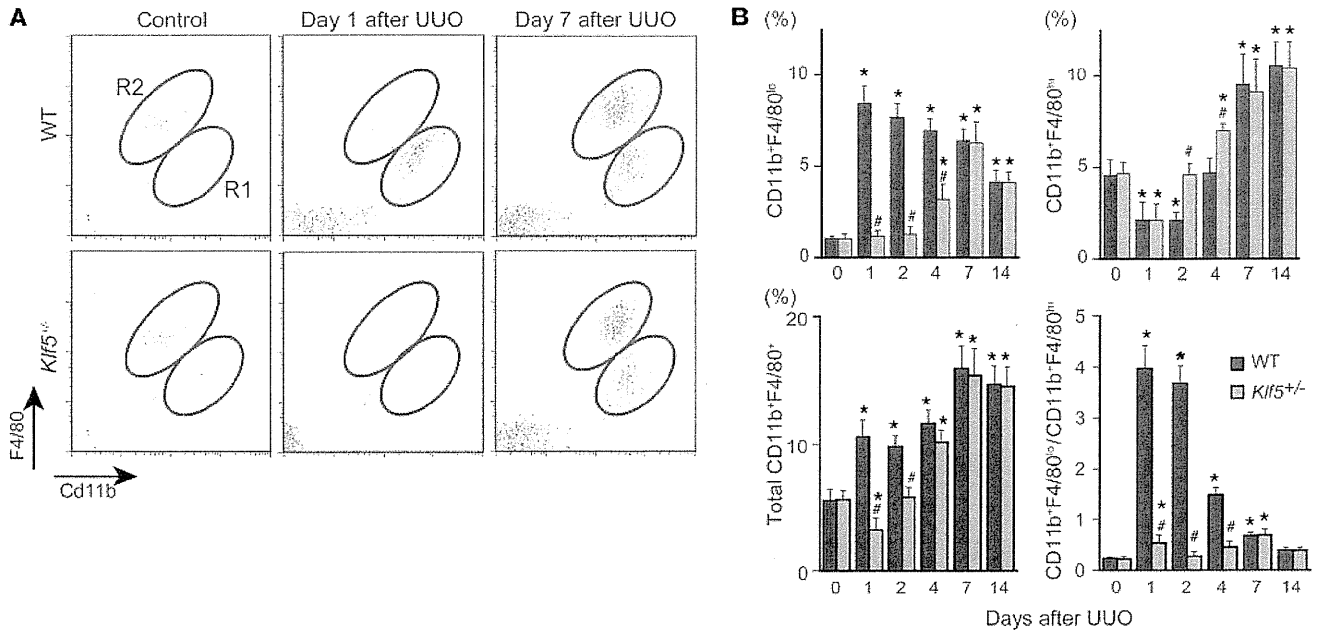 A
Control
Day 1 after UUO
Day 7 after UUO
WT
R2
R1
Klf5+/-
F4/80
Cd11b
B
(%)
CD11b+F4/80lo
10
5
0
*
#
*
#
*
*
#
*
*
*
*
0 1 2 4 7 14
(%)
CD11b+F4/80hi
10
5
0
*
*
*
#
*
#
*
*
*
*
0 1 2 4 7 14
(%)
Total CD11b+F4/80+
20
10
0
*
*
#
*
#
*
*
*
*
*
*
0 1 2 4 7 14
CD11b+F4/80lo/CD11b+F4/80hi
5
4
3
2
1
0
*
*
#
*
#
*
#
*
*
0 1 2 4 7 14
WT
Klf5+/-
Days after UUO